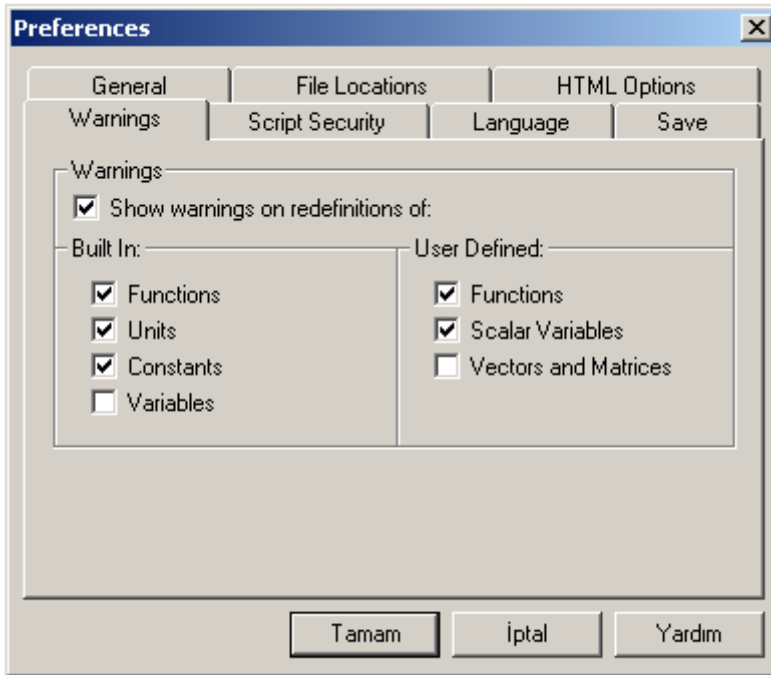 Preferences
General File Locations HTML Options
Warnings Script Security Language Save
Warnings
Show warnings on redefinitions of:
Built In:
Functions
Units
Constants
Variables
User Defined:
Functions
Scalar Variables
Vectors and Matrices
Tamam İptal Yardım